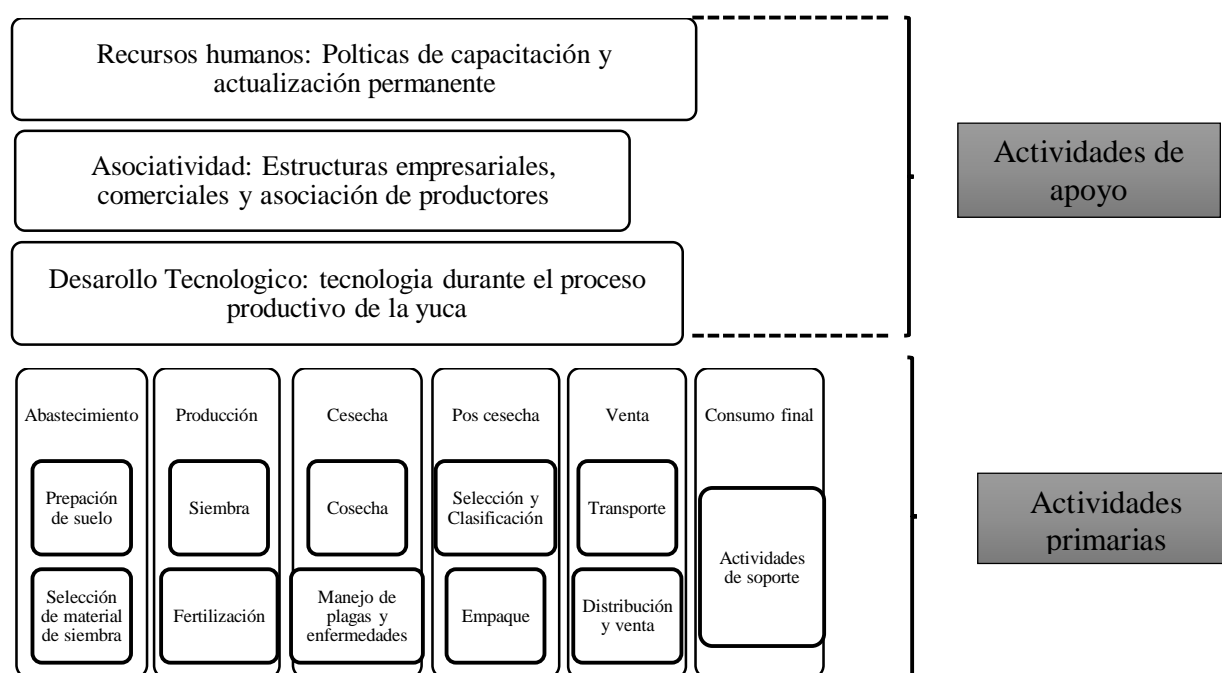 Recursos humanos: Polticas de capacitación y
actualización permanente
Asociatividad: Estructuras empresariales,
comerciales y asociación de productores
Desarollo Tecnologico: tecnologia durante el proceso
productivo de la yuca
Actividades de
apoyo
Abastecimiento
Prepación
de suelo
Selección
de material
de siembra
Producción
Siembra
Fertilización
Cesecha
Cosecha
Manejo de
plagas y
enfermedades
Pos cesecha
Selección y
Clasificación
Empaque
Venta
Transporte
Distribución
y venta
Consumo final
Actividades
de soporte
Actividades
primarias